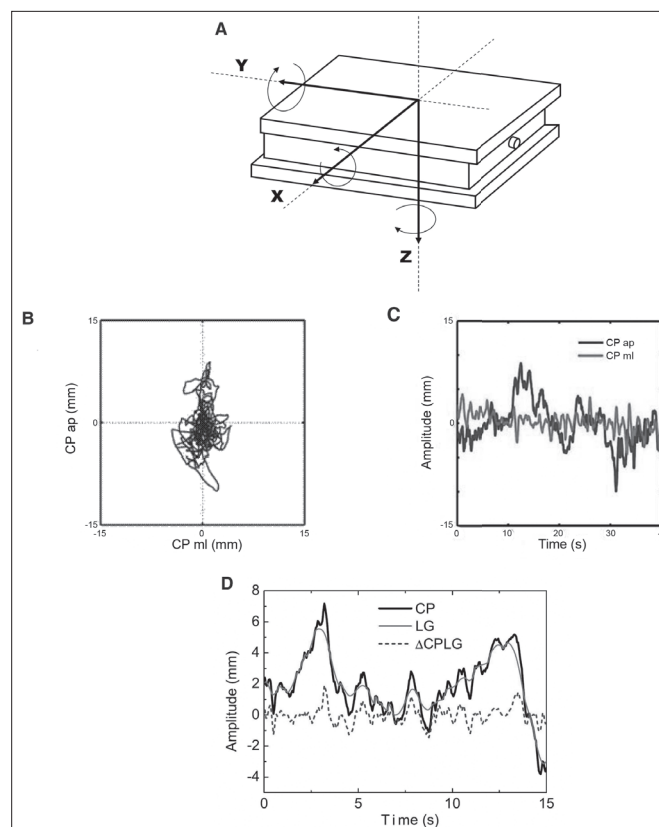 A
Y
X
Z
B
15
CP ap (mm)
0
-15
-15
0
15
CP ml (mm)
C
15
CP ap
CP ml
Amplitude (mm)
0
-15
0
10
20
30
Time (s)
D
8
6
4
2
0
-2
-4
CP
LG
ΔCPLG
Amplitude (mm)
0
5
10
15
Time (s)